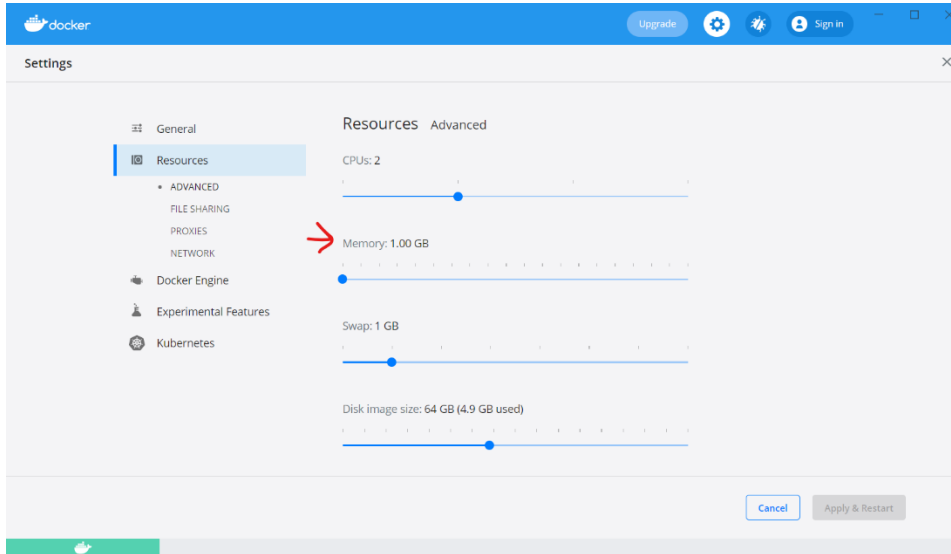 docker
Upgrade
Sign in
Settings
General
Resources
ADVANCED
FILE SHARING
PROXIES
NETWORK
Docker Engine
Experimental Features
Kubernetes
Resources Advanced
CPUs: 2
Memory: 1.00 GB
Swap: 1 GB
Disk image size: 64 GB (4.9 GB used)
Cancel
Apply & Restart